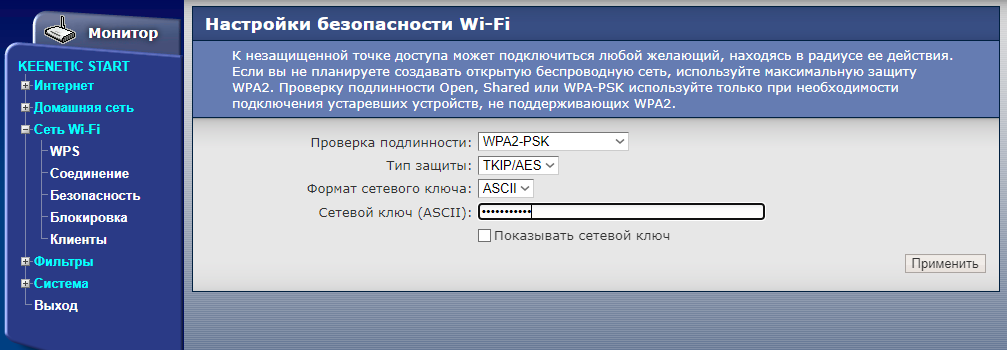 Монитор
KEENETIC START
Интернет
Домашняя сеть
Сеть Wi-Fi
WPS
Соединение
Безопасность
Блокировка
Клиенты
Фильтры
Система
Выход
Настройки безопасности Wi-Fi
К незащищенной точке доступа может подключиться любой желающий, находясь в радиусе ее действия.
Если вы не планируете создавать открытую беспроводную сеть, используйте максимальную защиту
WPA2. Проверку подлинности Open, Shared или WPA-PSK используйте только при необходимости
подключения устаревших устройств, не поддерживающих WPA2.
Проверка подлинности: WPA2-PSK
Тип защиты: TKIP/AES
Формат сетевого ключа: ASCII
Сетевой ключ (ASCII): •••••••••••
Показывать сетевой ключ
Применить